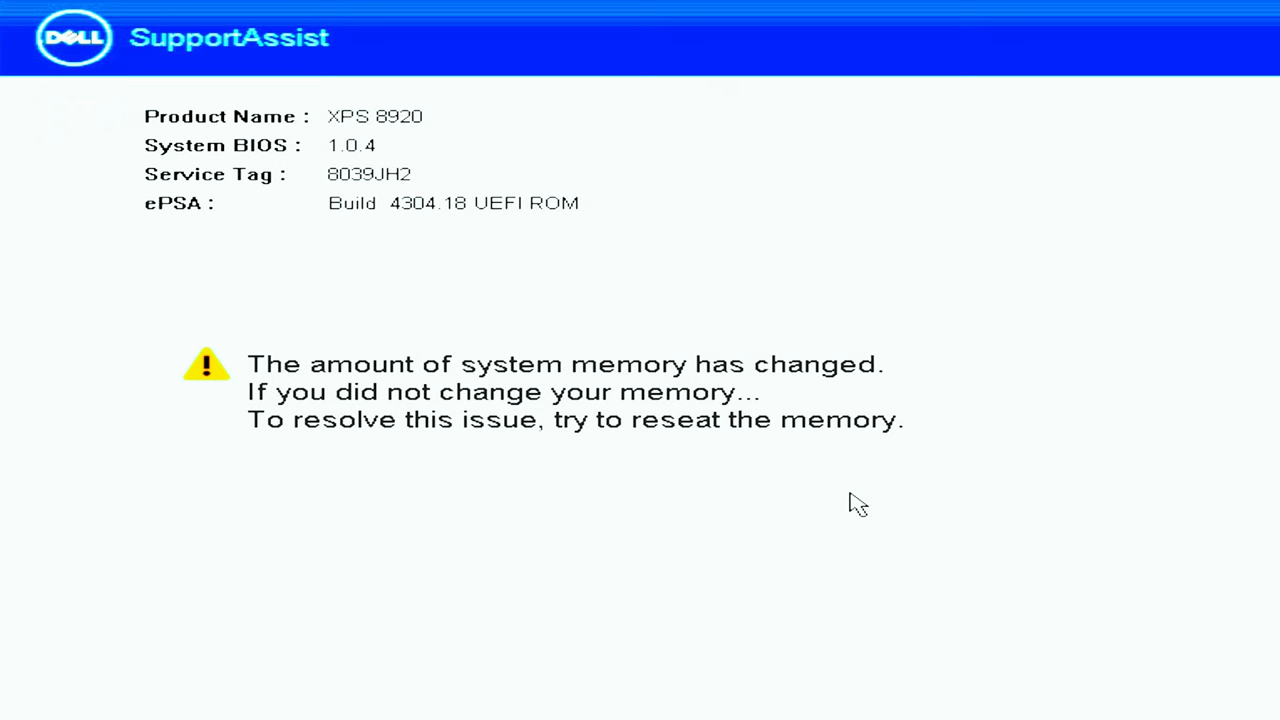 DELL SupportAssist
Product Name : XPS 8920
System BIOS : 1.0.4
Service Tag : 8039JH2
ePSA : Build 4304.18 UEFI ROM
! The amount of system memory has changed.
If you did not change your memory...
To resolve this issue, try to reseat the memory.